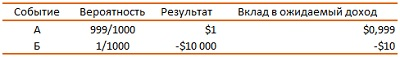 Событие Вероятность Результат Вклад в ожидаемый доход
А 999/1000 $1 $0,999
Б 1/1000 -$10 000 -$10